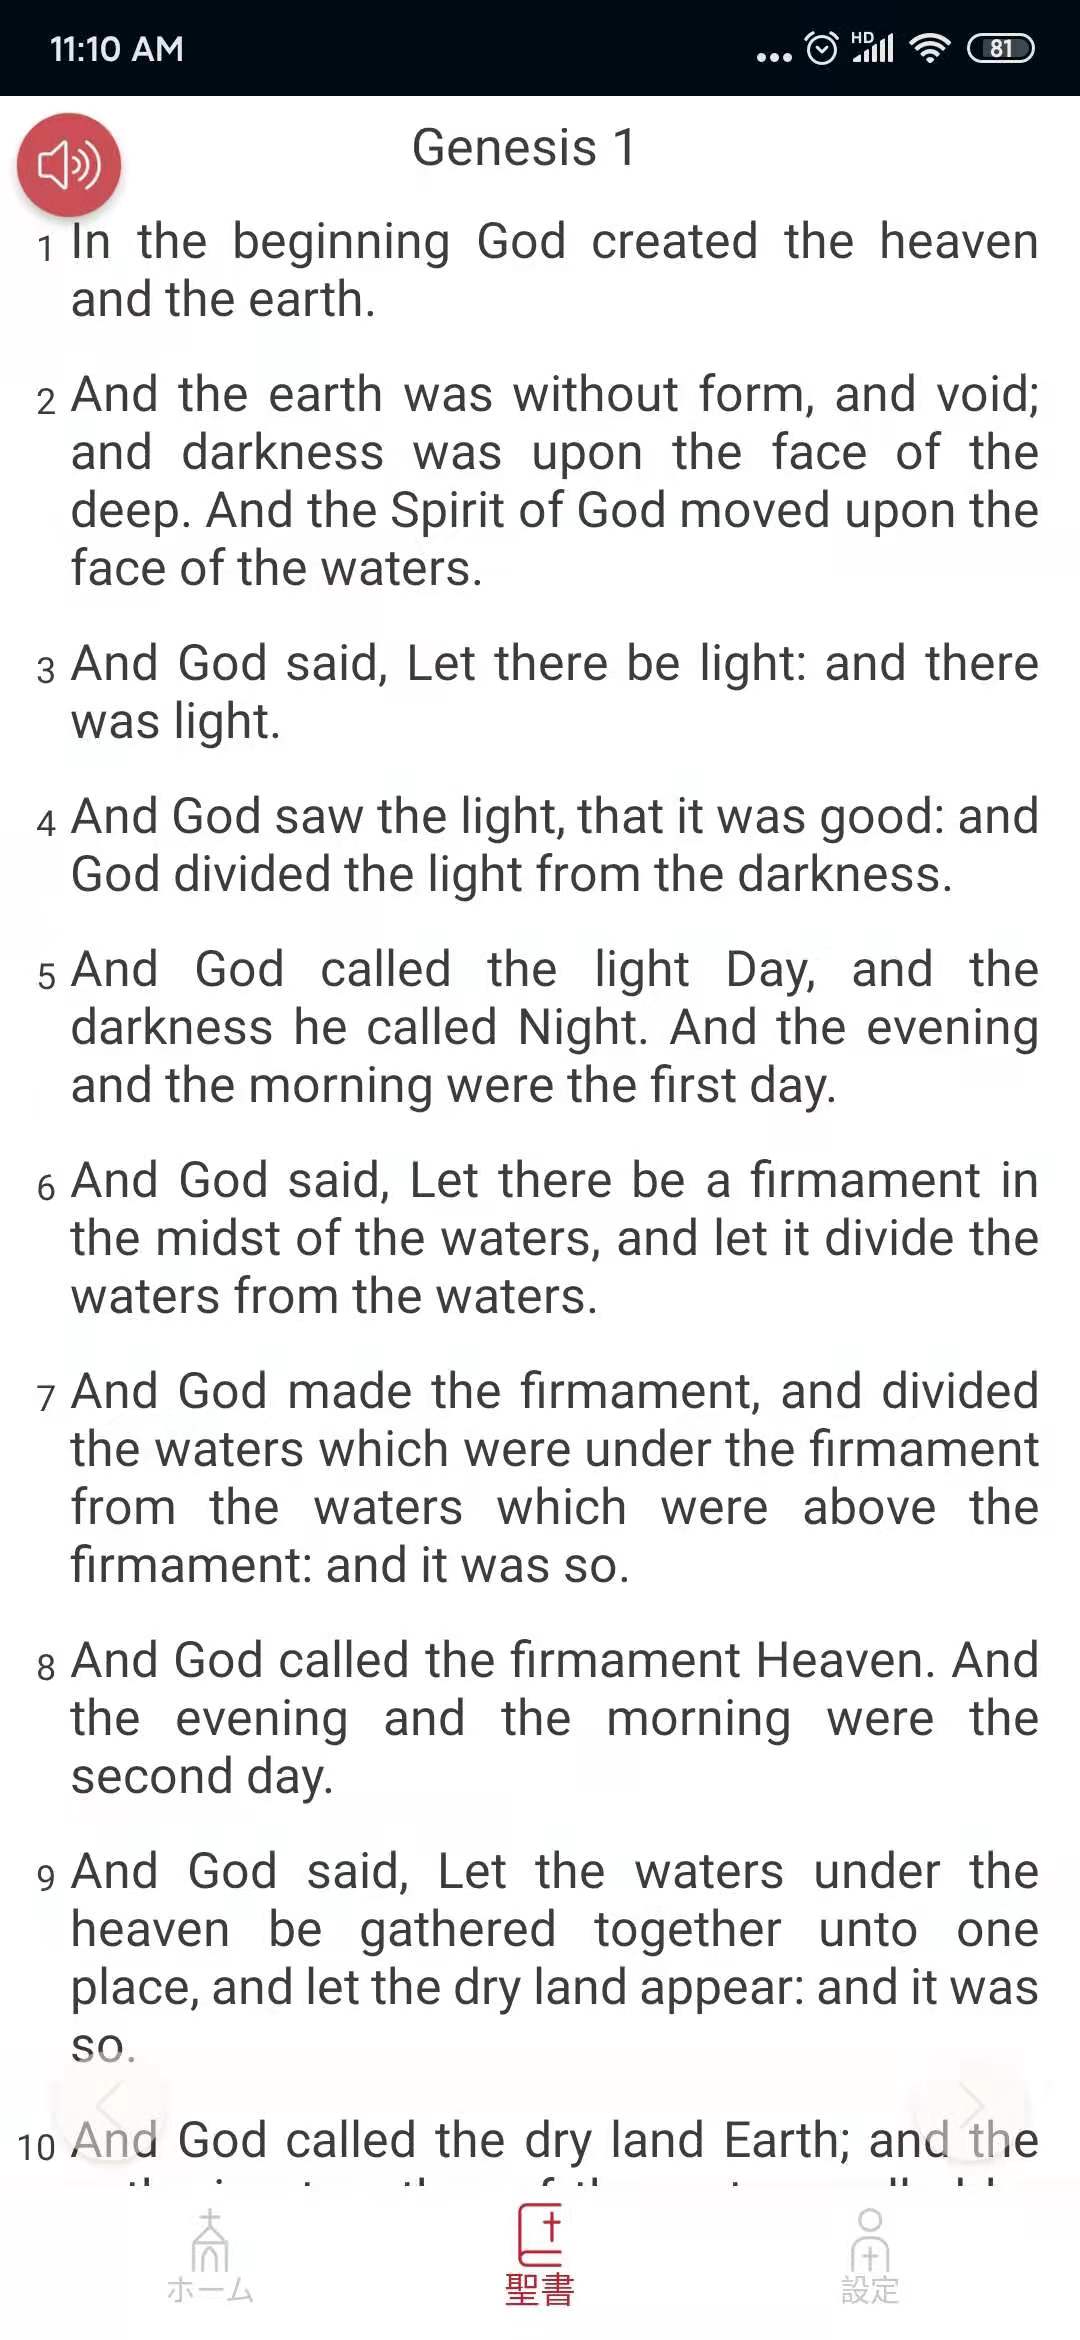 11:10 AM
HD
81
Genesis 1
1 In the beginning God created the heaven
and the earth.
2 And the earth was without form, and void;
and darkness was upon the face of the
deep. And the Spirit of God moved upon the
face of the waters.
3 And God said, Let there be light: and there
was light.
4 And God saw the light, that it was good: and
God divided the light from the darkness.
5 And God called the light Day, and the
darkness he called Night. And the evening
and the morning were the first day.
6 And God said, Let there be a firmament in
the midst of the waters, and let it divide the
waters from the waters.
7 And God made the firmament, and divided
the waters which were under the firmament
from the waters which were above the
firmament: and it was so.
8 And God called the firmament Heaven. And
the evening and the morning were the
second day.
9 And God said, Let the waters under the
heaven be gathered together unto one
place, and let the dry land appear: and it was
so.
10 And God called the dry land Earth; and the
ホーム
聖書
設定